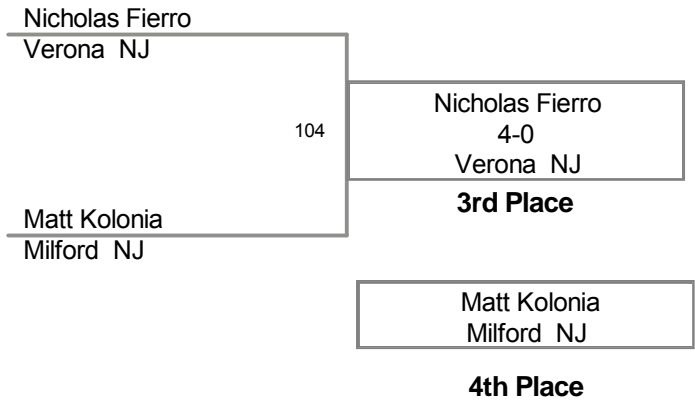 Nicholas Fierro
Verona NJ
104
Nicholas Fierro
4-0
Verona NJ
3rd Place
Matt Kolonia
Milford NJ
Matt Kolonia
Milford NJ
4th Place